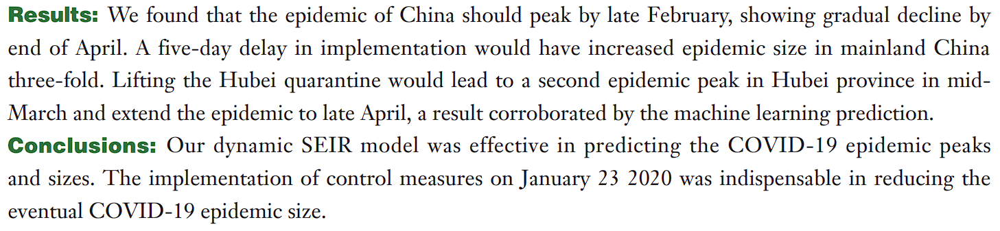 Results: We found that the epidemic of China should peak by late February, showing gradual decline by
end of April. A five-day delay in implementation would have increased epidemic size in mainland China
three-fold. Lifting the Hubei quarantine would lead to a second epidemic peak in Hubei province in mid-
March and extend the epidemic to late April, a result corroborated by the machine learning prediction.
Conclusions: Our dynamic SEIR model was effective in predicting the COVID-19 epidemic peaks
and sizes. The implementation of control measures on January 23 2020 was indispensable in reducing the
eventual COVID-19 epidemic size.